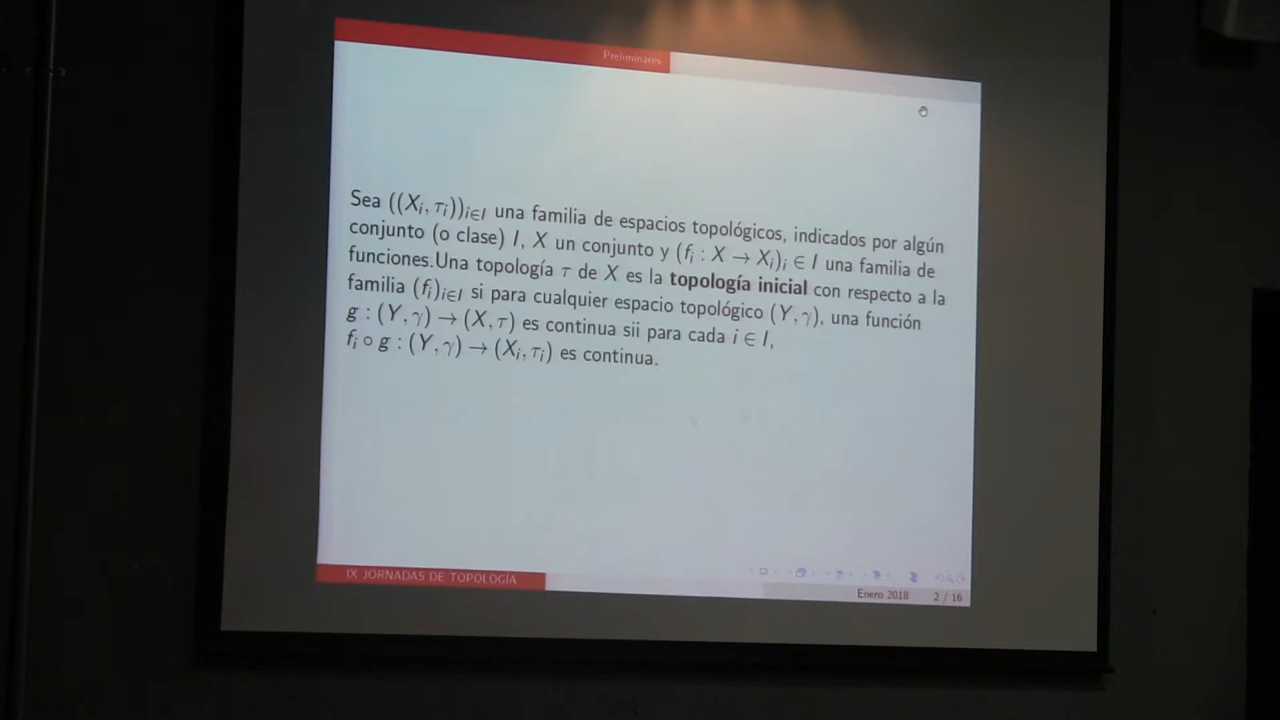 Preliminares
Sea ((X_i, τ_i))_{i∈I} una familia de espacios topológicos, indicados por algún
conjunto (o clase) I, X un conjunto y (f_i : X → X_i)_i ∈ I una familia de
funciones.Una topología τ de X es la topología inicial con respecto a la
familia (f_i)_{i∈I} si para cualquier espacio topológico (Y, γ), una función
g : (Y, γ) → (X, τ) es continua sii para cada i ∈ I,
f_i ∘ g : (Y, γ) → (X_i, τ_i) es continua.
IX JORNADAS DE TOPOLOGÍA
Enero 2018 2 / 16